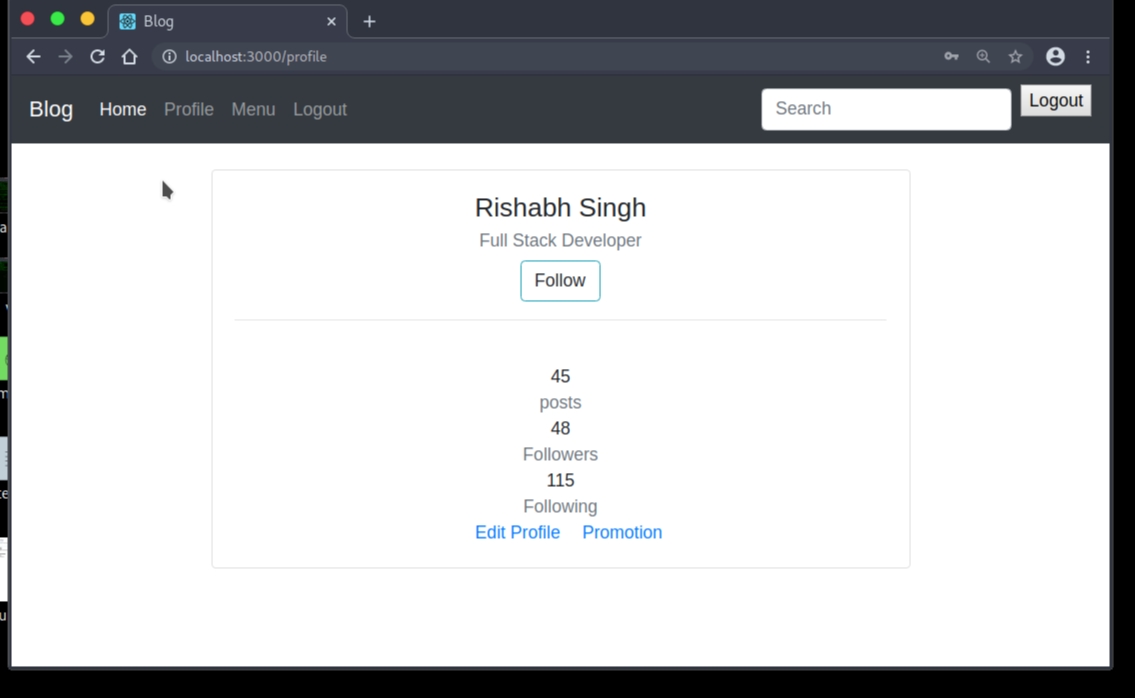 Blog
localhost:3000/profile
Blog Home Profile Menu Logout Search Logout
Rishabh Singh
Full Stack Developer
Follow
45
posts
48
Followers
115
Following
Edit Profile Promotion